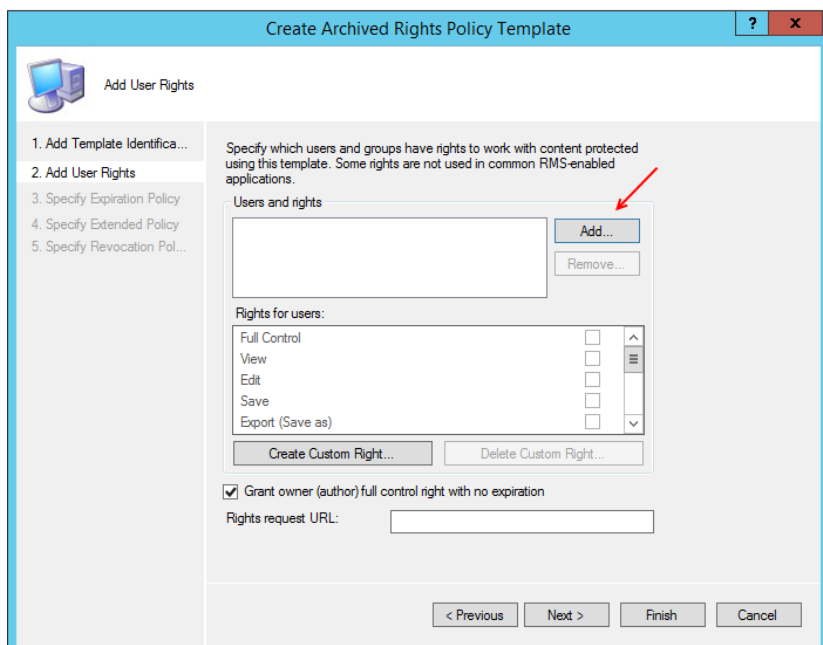 Create Archived Rights Policy Template
? x
Add User Rights
1. Add Template Identifica...
2. Add User Rights
3. Specify Expiration Policy
4. Specify Extended Policy
5. Specify Revocation Pol...
Specify which users and groups have rights to work with content protected
using this template. Some rights are not used in common RMS-enabled
applications.
Users and rights
Add...
Remove...
Rights for users:
Full Control
View
Edit
Save
Export (Save as)
Create Custom Right...
Delete Custom Right...
Grant owner (author) full control right with no expiration
Rights request URL:
< Previous
Next >
Finish
Cancel